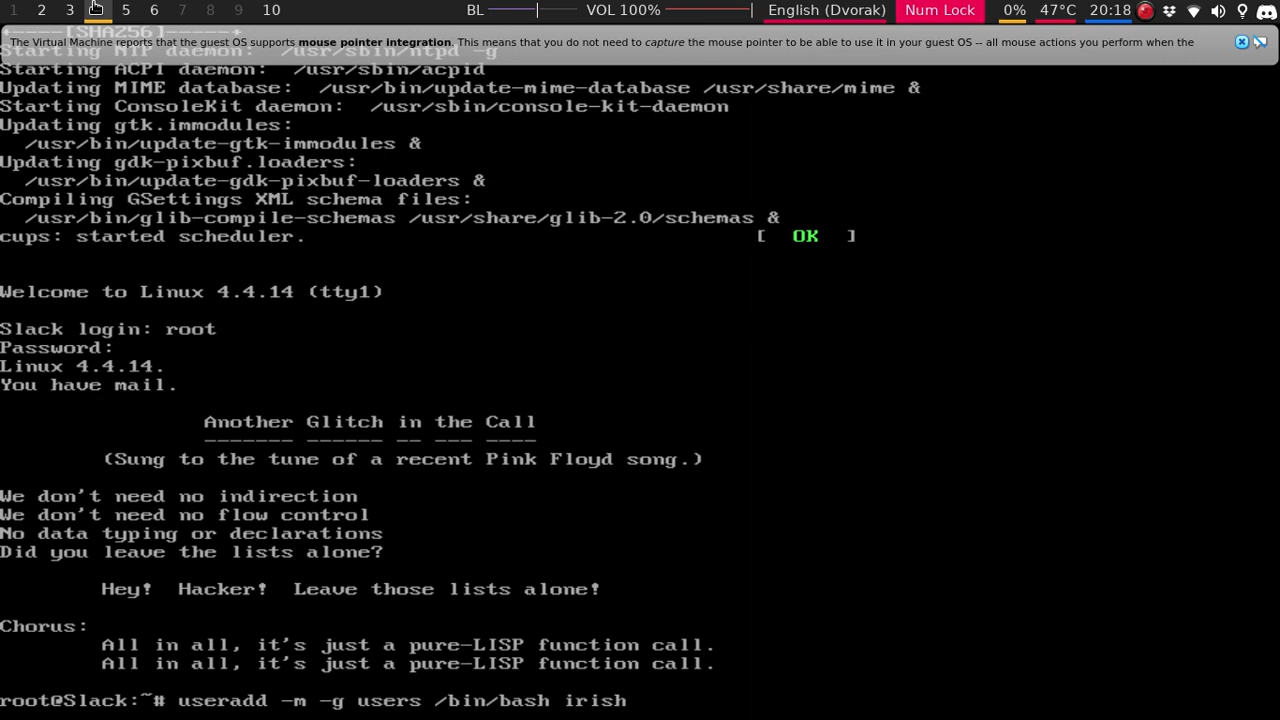 1 2 3 5 6 7 8 9 10 BL VOL 100% English (Dvorak) Num Lock 0% 47°C 20:18
+----[SHA256]-----+
The Virtual Machine reports that the guest OS supports mouse pointer integration. This means that you do not need to capture the mouse pointer to be able to use it in your guest OS -- all mouse actions you perform when the
Starting NTP daemon: /usr/sbin/ntpd -g
Starting ACPI daemon: /usr/sbin/acpid
Updating MIME database: /usr/bin/update-mime-database /usr/share/mime &
Starting ConsoleKit daemon: /usr/sbin/console-kit-daemon
Updating gtk.immodules:
/usr/bin/update-gtk-immodules &
Updating gdk-pixbuf.loaders:
/usr/bin/update-gdk-pixbuf-loaders &
Compiling GSettings XML schema files:
/usr/bin/glib-compile-schemas /usr/share/glib-2.0/schemas &
cups: started scheduler. [ OK ]
Welcome to Linux 4.4.14 (tty1)
Slack login: root
Password:
Linux 4.4.14.
You have mail.
Another Glitch in the Call
------- ------ -- --- ----
(Sung to the tune of a recent Pink Floyd song.)
We don't need no indirection
We don't need no flow control
No data typing or declarations
Did you leave the lists alone?
Hey! Hacker! Leave those lists alone!
Chorus:
All in all, it's just a pure-LISP function call.
All in all, it's just a pure-LISP function call.
root@Slack:~# useradd -m -g users /bin/bash irish